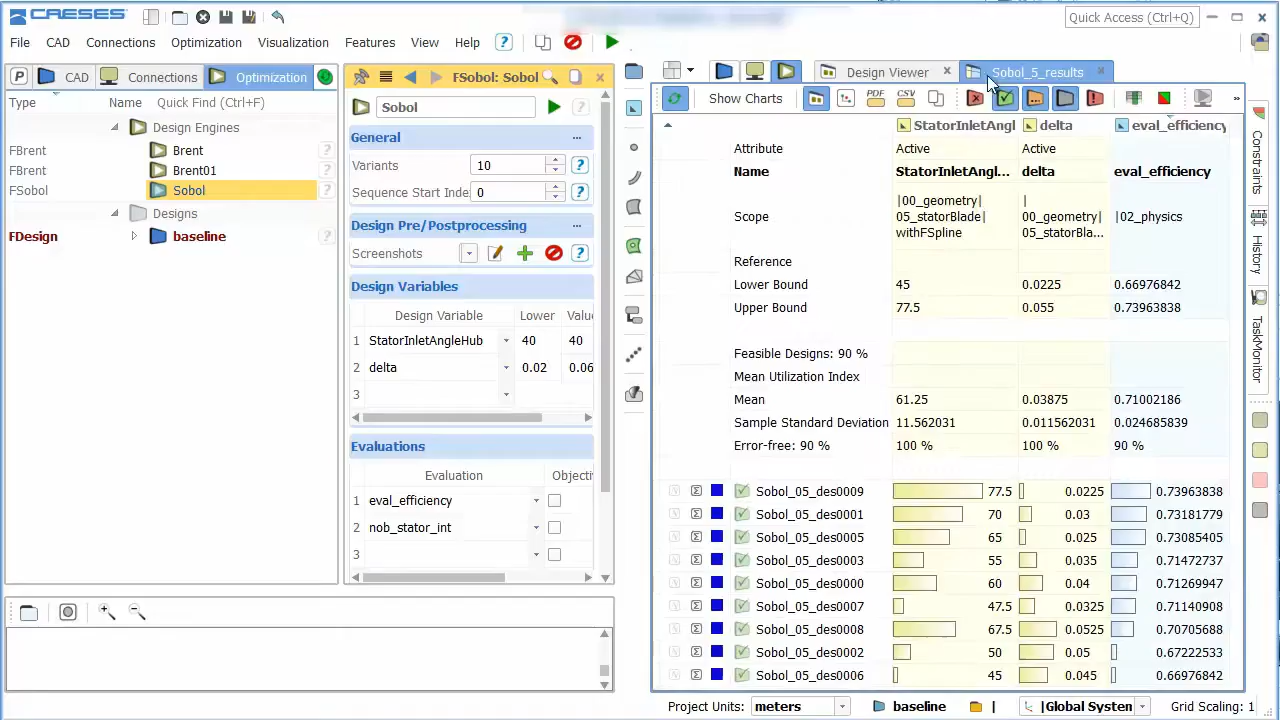 CAESES
Quick Access (Ctrl+Q)
File CAD Connections Optimization Visualization Features View Help ?
P CAD Connections Optimization
Type Name Quick Find (Ctrl+F)
Design Engines
FBrent Brent ?
FBrent Brent01 ?
FSobol Sobol ?
Designs
FDesign baseline ?
FSobol: Sobol
Sobol ?
General ...
Variants 10 ?
Sequence Start Inde: 0 ?
Design Pre/Postprocessing ...
Screenshots ?
Design Variables
Design Variable Lower Value
1 StatorInletAngleHub 40 40
2 delta 0.02 0.06
3
Evaluations
Evaluation Objecti
1 eval_efficiency
2 nob_stator_int
3
Design Viewer Sobol_5_results
Show Charts PDF CSV »
StatorInletAngl delta eval_efficiency
Attribute Active Active
Name StatorInletAngl... delta eval_efficiency
Scope |00_geometry|05_statorBlade|withFSpline |00_geometry|05_statorBla... |02_physics
Reference
Lower Bound 45 0.0225 0.66976842
Upper Bound 77.5 0.055 0.73963838
Feasible Designs: 90 %
Mean Utilization Index
Mean 61.25 0.03875 0.71002186
Sample Standard Deviation 11.562031 0.011562031 0.024685839
Error-free: 90 % 100 % 100 % 90 %
Sobol_05_des0009 77.5 0.0225 0.73963838
Sobol_05_des0001 70 0.03 0.73181779
Sobol_05_des0005 65 0.025 0.73085405
Sobol_05_des0003 55 0.035 0.71472737
Sobol_05_des0000 60 0.04 0.71269947
Sobol_05_des0007 47.5 0.0325 0.71140908
Sobol_05_des0008 67.5 0.0525 0.70705688
Sobol_05_des0002 50 0.05 0.67222533
Sobol_05_des0006 45 0.045 0.66976842
Constraints
History
TaskMonitor
Project Units: meters baseline | |Global System Grid Scaling: 1